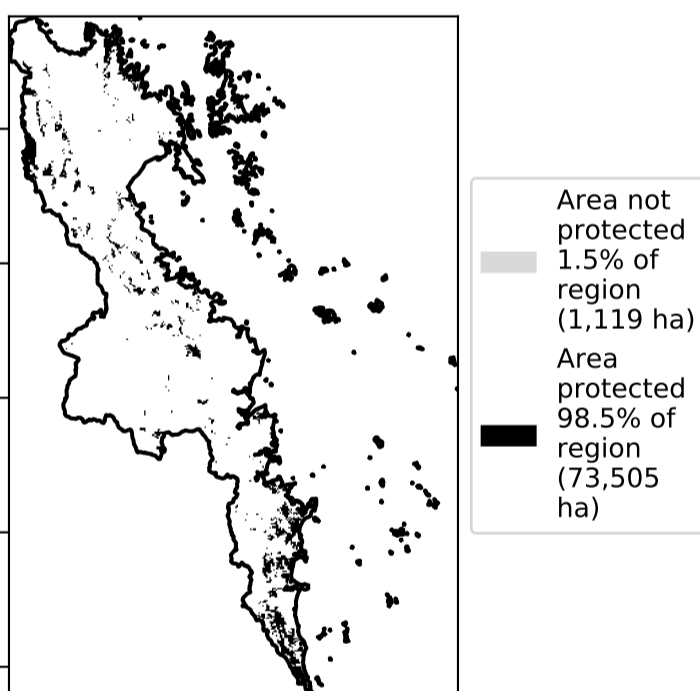 Area not
protected
1.5% of
region
(1,119 ha)
Area
protected
98.5% of
region
(73,505
ha)